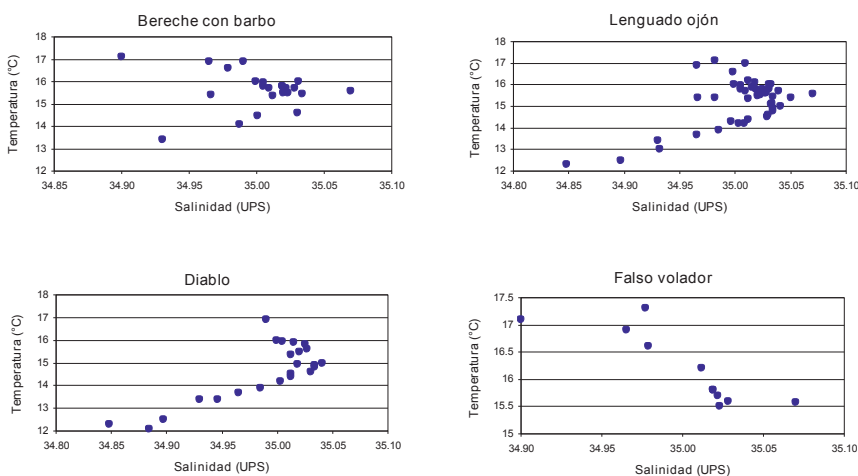 Bereche con barbo
Temperatura (°C)
18
17
16
15
14
13
12
34.85 34.90 34.95 35.00 35.05 35.10
Salinidad (UPS)
Lenguado ojón
Temperatura (°C)
18
17
16
15
14
13
12
34.80 34.85 34.90 34.95 35.00 35.05 35.10
Salinidad (UPS)
Diablo
Temperatura (°C)
18
17
16
15
14
13
12
34.80 34.85 34.90 34.95 35.00 35.05 35.10
Salinidad (UPS)
Falso volador
Temperatura (°C)
17.5
17
16.5
16
15.5
15
34.90 34.95 35.00 35.05 35.10
Salinidad (UPS)